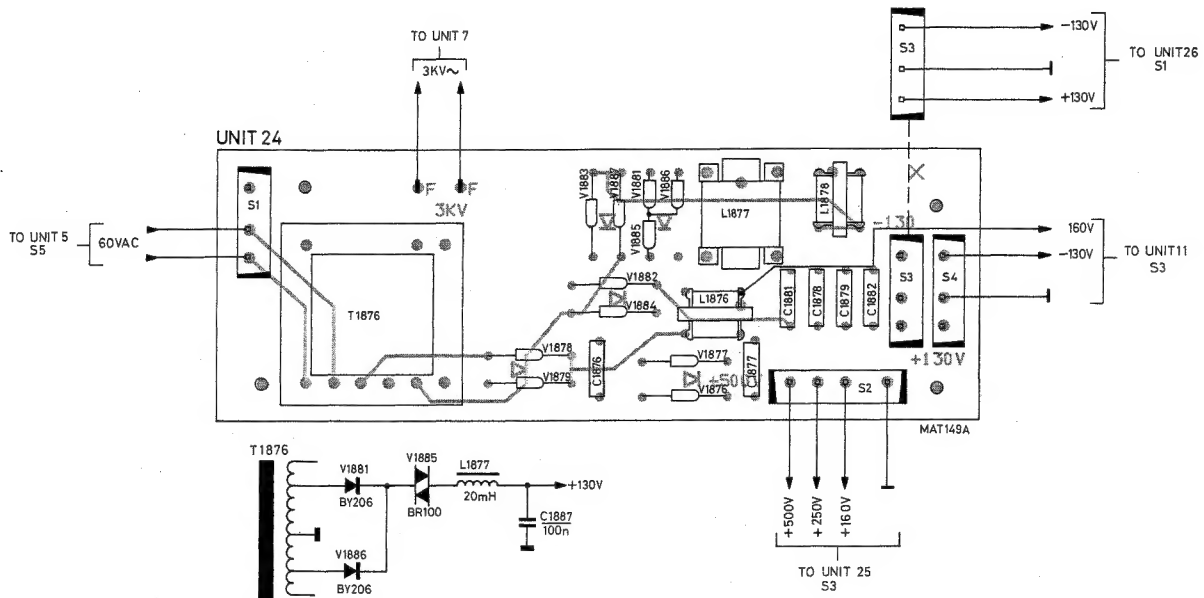 TO UNIT 7
3KV~
S3
-130V
+130V
TO UNIT26
S1
UNIT 24
S1
F
F
3KV
TO UNIT 5
S5
60VAC
T1876
V1883
V1887
V1881
V1886
V1885
L1877
L1878
-130
160V
-130V
TO UNIT11
S3
V1882
V1884
L1876
C1881
C1878
C1879
C1882
S3
S4
+130V
V1878
V1879
C1876
V1877
V1876
+50
C1877
S2
MAT149A
T1876
V1881
BY206
V1885
BR100
L1877
20mH
+130V
C1887
100n
V1886
BY206
+500V
+250V
+160V
TO UNIT 25
S3